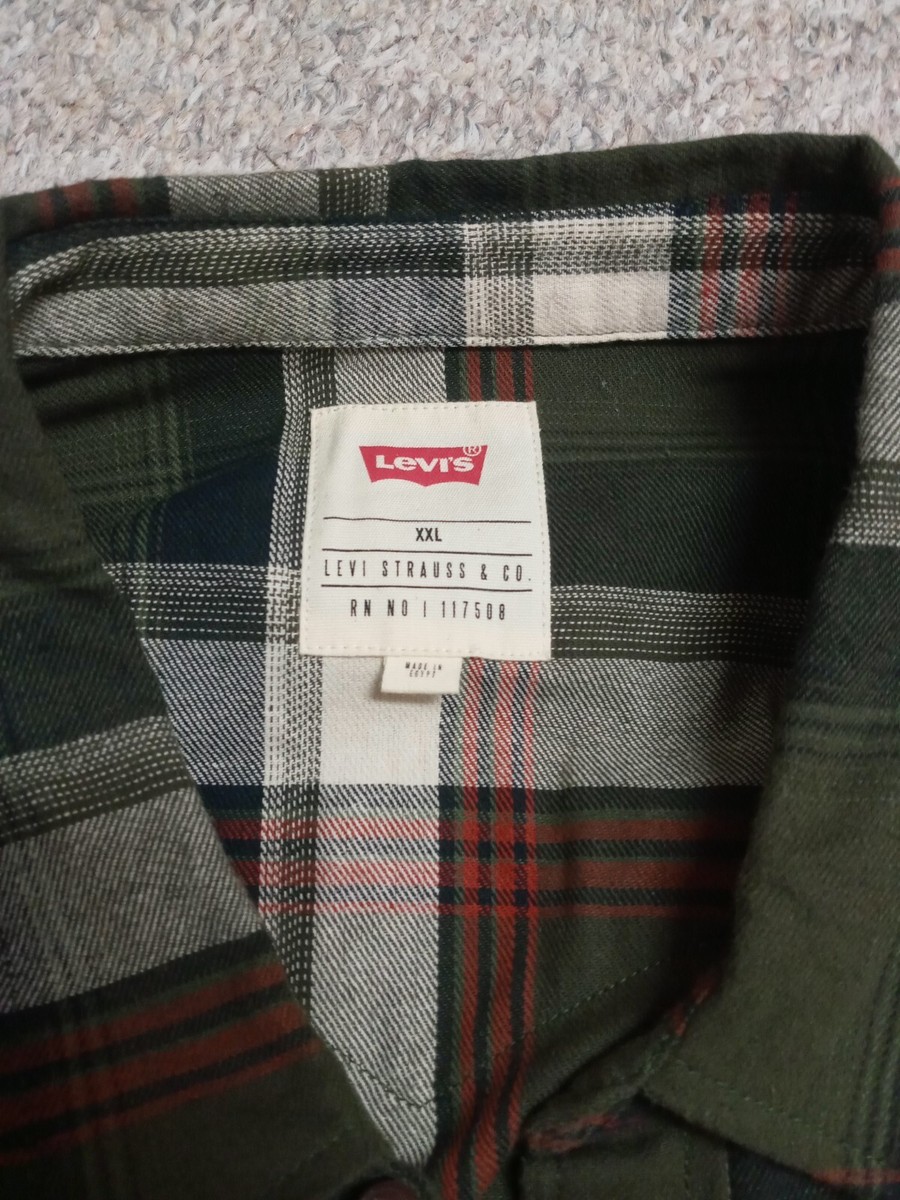 LEVI'S®
XXL
LEVI STRAUSS & CO.
RN NO | 117508
MADE IN
EGYPT